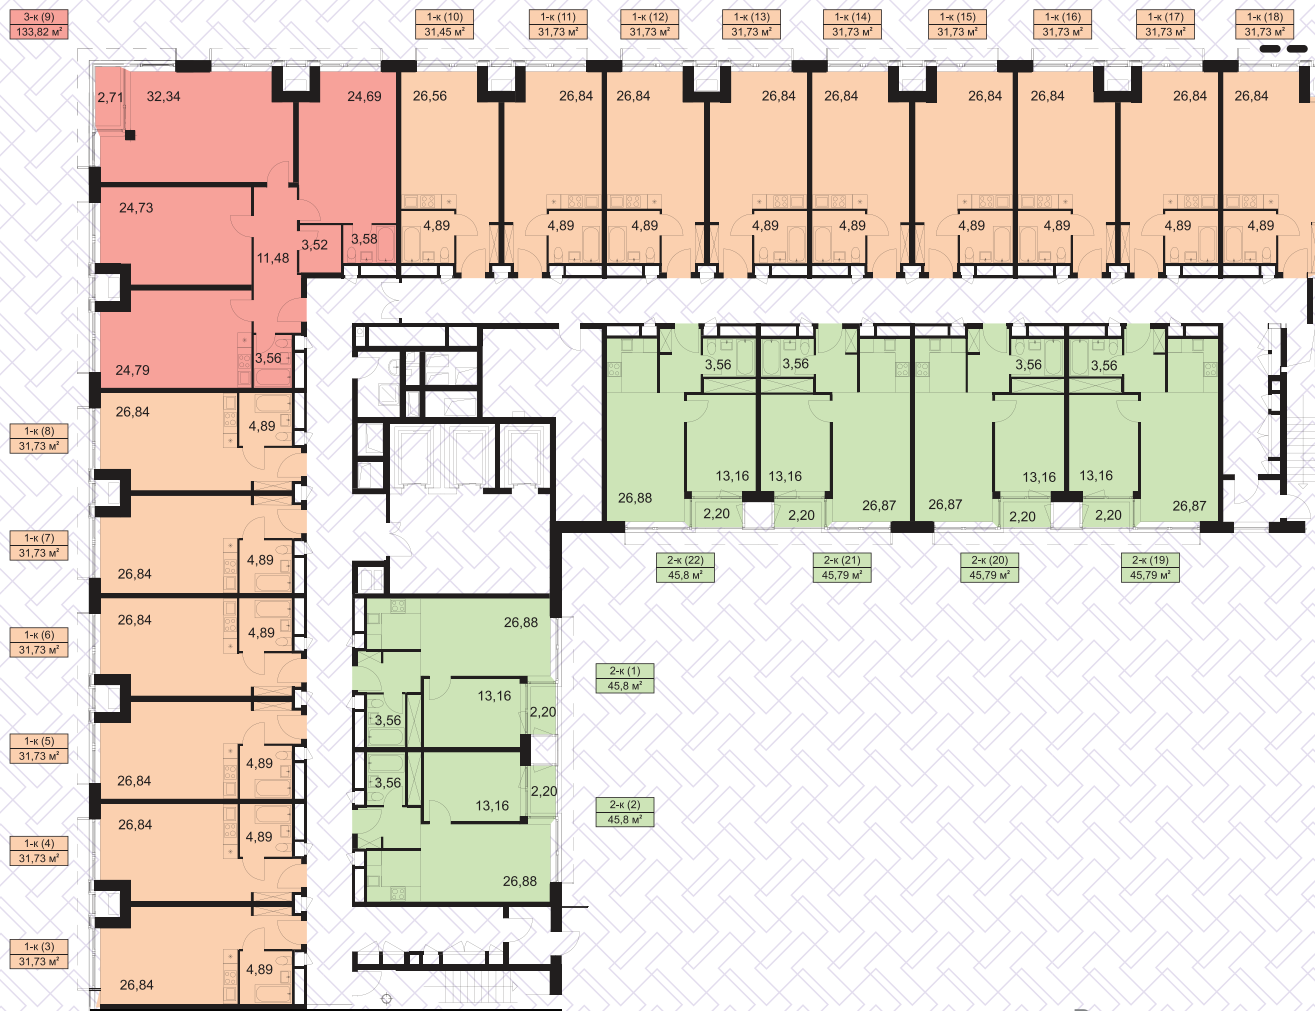 3-к (9)
133,82 м²
1-к (10)
31,45 м²
1-к (11)
31,73 м²
1-к (12)
31,73 м²
1-к (13)
31,73 м²
1-к (14)
31,73 м²
1-к (15)
31,73 м²
1-к (16)
31,73 м²
1-к (17)
31,73 м²
1-к (18)
31,73 м²
2,71
32,34
24,69
26,56
26,84
26,84
26,84
26,84
26,84
26,84
26,84
26,84
24,73
11,48
3,52
3,58
4,89
4,89
4,89
4,89
4,89
4,89
4,89
4,89
4,89
24,79
3,56
3,56
3,56
3,56
3,56
1-к (8)
31,73 м²
26,84
4,89
13,16
13,16
13,16
13,16
26,88
26,87
26,87
26,87
2,20
2,20
2,20
2,20
1-к (7)
31,73 м²
4,89
26,84
2-к (22)
45,8 м²
2-к (21)
45,79 м²
2-к (20)
45,79 м²
2-к (19)
45,79 м²
1-к (6)
31,73 м²
26,84
4,89
26,88
2-к (1)
45,8 м²
13,16
3,56
2,20
1-к (5)
31,73 м²
4,89
26,84
3,56
13,16
2,20
2-к (2)
45,8 м²
1-к (4)
31,73 м²
26,84
4,89
26,88
1-к (3)
31,73 м²
4,89
26,84